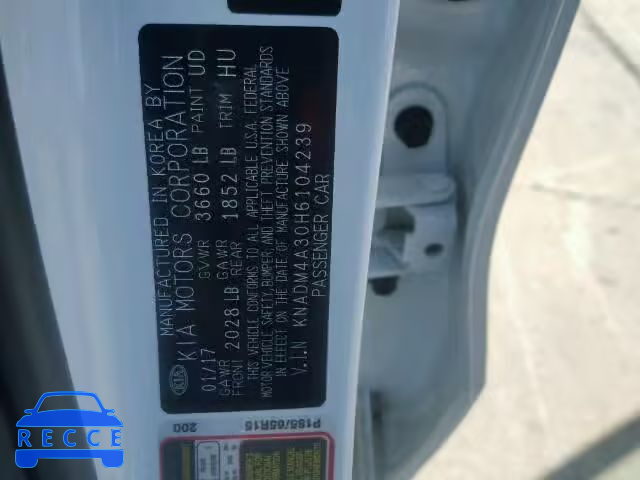 MANUFACTURED IN KOREA BY
KIA MOTORS CORPORATION
01/17 GVWR 3660 LB PAINT UD
GAWR GAWR
FRONT 2028 LB REAR 1852 LB TRIM HU
THIS VEHICLE CONFORMS TO ALL APPLICABLE U.S.A. FEDERAL
MOTOR VEHICLE SAFETY, BUMPER, AND THEFT PREVENTION STANDARDS
IN EFFECT ON THE DATE OF MANUFACTURE SHOWN ABOVE
V.I.N KNADM4A30H6104239
PASSENGER CAR
KIA
200 P185/65R15
RECCE